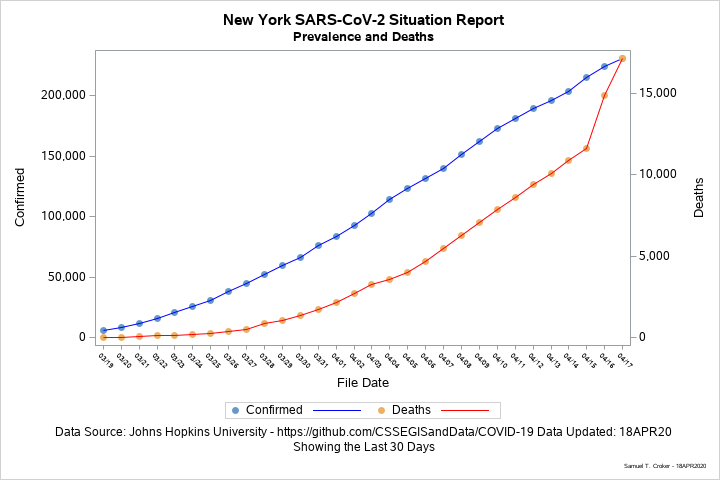 New York SARS-CoV-2 Situation Report
Prevalence and Deaths
Confirmed
200,000
150,000
100,000
50,000
0
15,000
10,000
5,000
0
Deaths
03/19 03/20 03/21 03/22 03/23 03/24 03/25 03/26 03/27 03/28 03/29 03/30 03/31 04/01 04/02 04/03 04/04 04/05 04/06 04/07 04/08 04/09 04/10 04/11 04/12 04/13 04/14 04/15 04/16 04/17
File Date
Confirmed Deaths
Data Source: Johns Hopkins University - https://github.com/CSSEGISandData/COVID-19 Data Updated: 18APR20
Showing the Last 30 Days
Samuel T. Croker - 18APR2020